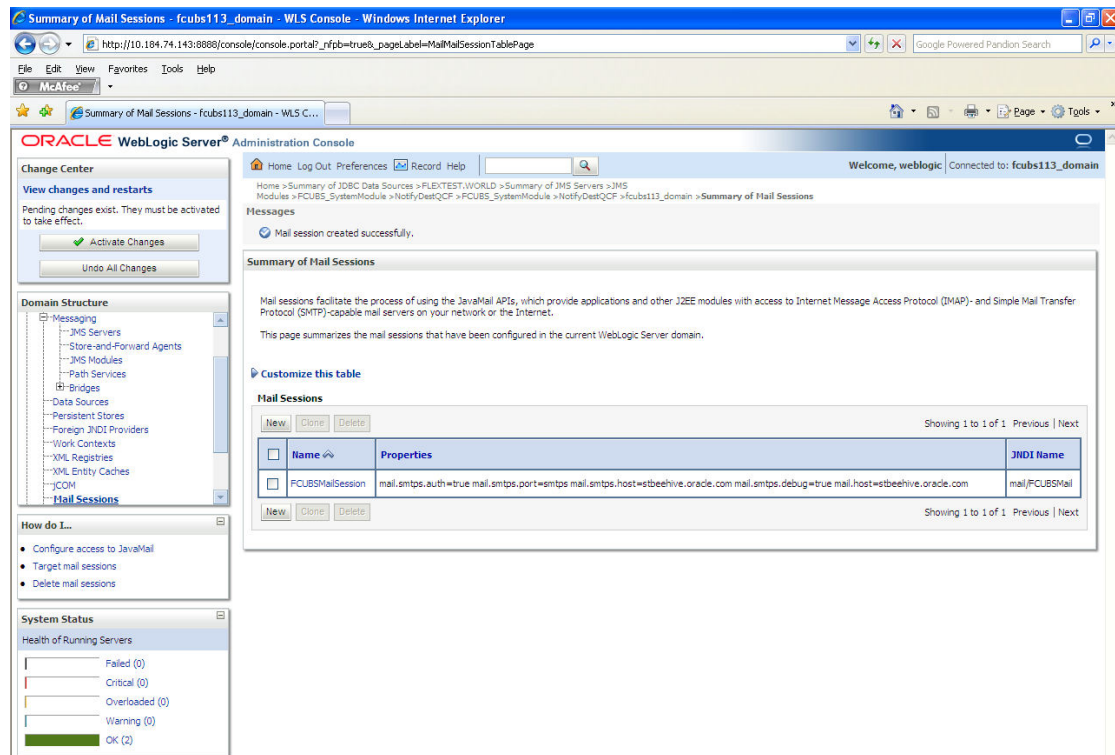 Summary of Mail Sessions - fcubs113_domain - WLS Console - Windows Internet Explorer
http://10.184.74.143:8888/console/console.portal?_nfpb=true&_pageLabel=MailMailSessionTablePage
Google Powered Pandion Search
File Edit View Favorites Tools Help
McAfee
Summary of Mail Sessions - fcubs113_domain - WLS C...
Page Tools
ORACLE WebLogic Server® Administration Console
Change Center
View changes and restarts
Pending changes exist. They must be activated
to take effect.
Activate Changes
Undo All Changes
Domain Structure
Messaging
JMS Servers
Store-and-Forward Agents
JMS Modules
Path Services
Bridges
Data Sources
Persistent Stores
Foreign JNDI Providers
Work Contexts
XML Registries
XML Entity Caches
jCOM
Mail Sessions
How do I...
Configure access to JavaMail
Target mail sessions
Delete mail sessions
System Status
Health of Running Servers
Failed (0)
Critical (0)
Overloaded (0)
Warning (0)
OK (2)
Home Log Out Preferences Record Help
Welcome, weblogic Connected to: fcubs113_domain
Home >Summary of JDBC Data Sources >FLEXTEST.WORLD >Summary of JMS Servers >JMS
Modules >FCUBS_SystemModule >NotifyDestQCF >FCUBS_SystemModule >NotifyDestQCF >fcubs113_domain >Summary of Mail Sessions
Messages
Mail session created successfully.
Summary of Mail Sessions
Mail sessions facilitate the process of using the JavaMail APIs, which provide applications and other J2EE modules with access to Internet Message Access Protocol (IMAP)- and Simple Mail Transfer
Protocol (SMTP)-capable mail servers on your network or the Internet.
This page summarizes the mail sessions that have been configured in the current WebLogic Server domain.
Customize this table
Mail Sessions
New Clone Delete Showing 1 to 1 of 1 Previous | Next
Name Properties JNDI Name
FCUBSMailSession mail.smtps.auth=true mail.smtps.port=smtps mail.smtps.host=stbeehive.oracle.com mail.smtps.debug=true mail.host=stbeehive.oracle.com mail/FCUBSMail
New Clone Delete Showing 1 to 1 of 1 Previous | Next